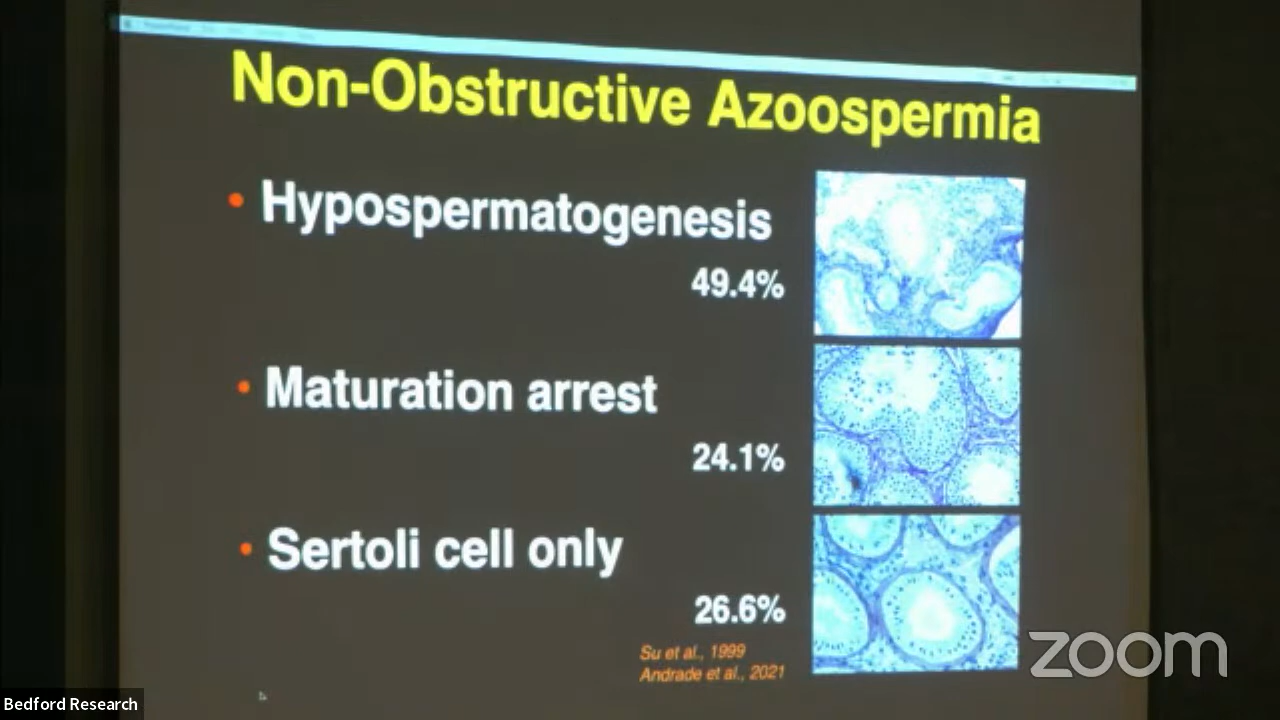 Non-Obstructive Azoospermia
• Hypospermatogenesis
49.4%
• Maturation arrest
24.1%
• Sertoli cell only
26.6%
Su et al., 1999
Andrade et al., 2021
zoom
Bedford Research